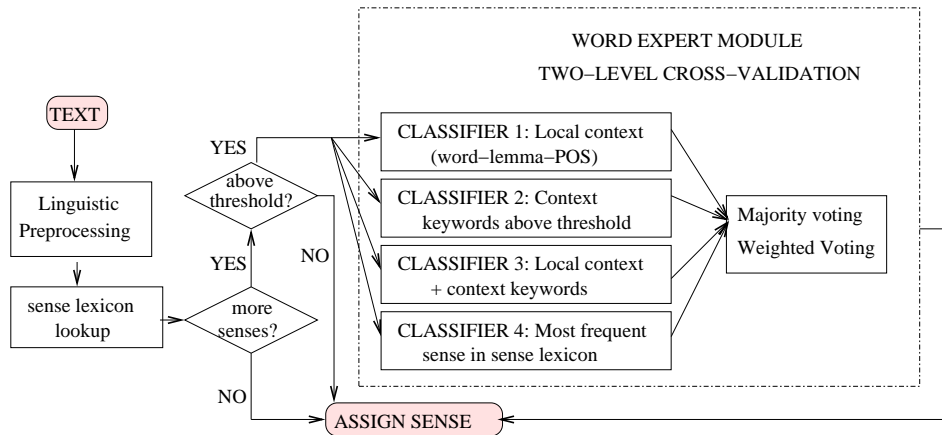 WORD EXPERT MODULE
TWO−LEVEL CROSS−VALIDATION
TEXT
Linguistic
Preprocessing
sense lexicon
lookup
more
senses?
YES
NO
above
threshold?
YES
NO
CLASSIFIER 1: Local context
(word−lemma−POS)
CLASSIFIER 2: Context
keywords above threshold
CLASSIFIER 3: Local context
+ context keywords
CLASSIFIER 4: Most frequent
sense in sense lexicon
Majority voting
Weighted Voting
ASSIGN SENSE